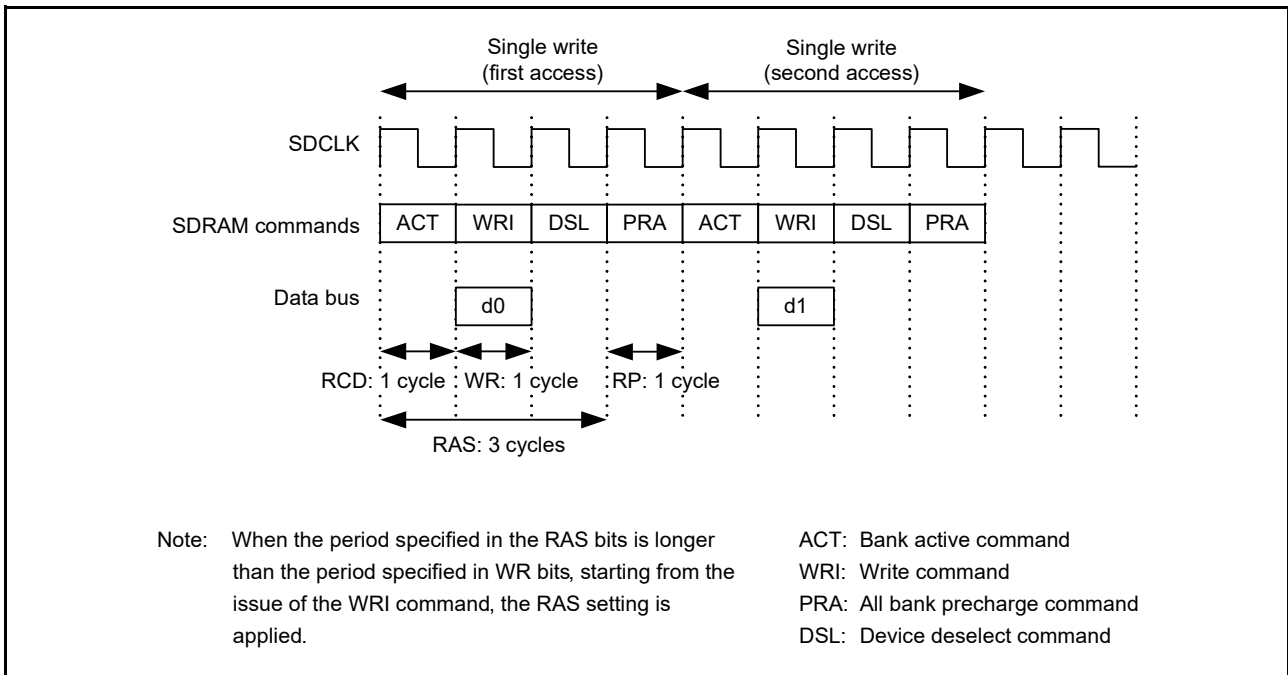 Single write
(first access)
Single write
(second access)
SDCLK
SDRAM commands
ACT WRI DSL PRA ACT WRI DSL PRA
Data bus
d0 d1
RCD: 1 cycle WR: 1 cycle RP: 1 cycle
RAS: 3 cycles
Note: When the period specified in the RAS bits is longer
than the period specified in WR bits, starting from the
issue of the WRI command, the RAS setting is
applied.
ACT: Bank active command
WRI: Write command
PRA: All bank precharge command
DSL: Device deselect command